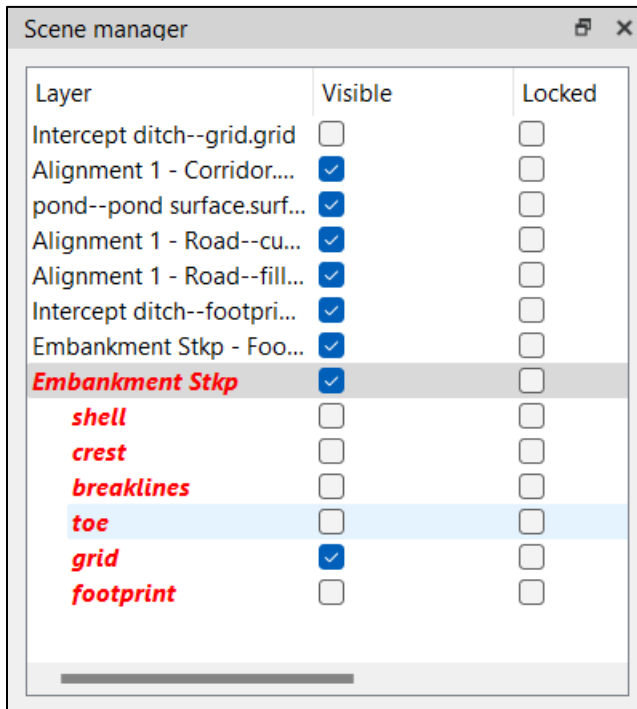 Scene manager
Layer Visible Locked
Intercept ditch--grid.grid
Alignment 1 - Corridor....
pond--pond surface.surf...
Alignment 1 - Road--cu...
Alignment 1 - Road--fill...
Intercept ditch--footpri...
Embankment Stkp - Foo...
Embankment Stkp
shell
crest
breaklines
toe
grid
footprint